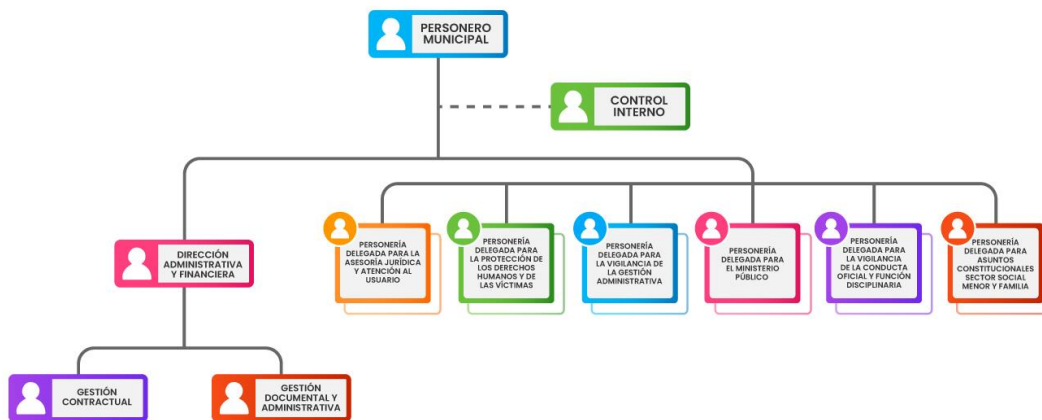 PERSONERO
MUNICIPAL
CONTROL
INTERNO
DIRECCIÓN
ADMINISTRATIVA
Y FINANCIERA
PERSONERÍA
DELEGADA PARA LA
ASESORÍA JURÍDICA
Y ATENCIÓN AL
USUARIO
PERSONERÍA
DELEGADA PARA
LA PROTECCIÓN DE
LOS DERECHOS
HUMANOS Y DE
LAS VÍCTIMAS
PERSONERÍA
DELEGADA PARA
LA VIGILANCIA DE
LA GESTIÓN
ADMINISTRATIVA
PERSONERÍA
DELEGADA PARA
EL MINISTERIO
PÚBLICO
PERSONERÍA
DELEGADA PARA
LA VIGILANCIA
DE LA CONDUCTA
OFICIAL Y FUNCIÓN
DISCIPLINARIA
PERSONERÍA
DELEGADA PARA
ASUNTOS
CONSTITUCIONALES
SECTOR SOCIAL
MENOR Y FAMILIA
GESTIÓN
CONTRACTUAL
GESTIÓN
DOCUMENTAL Y
ADMINISTRATIVA